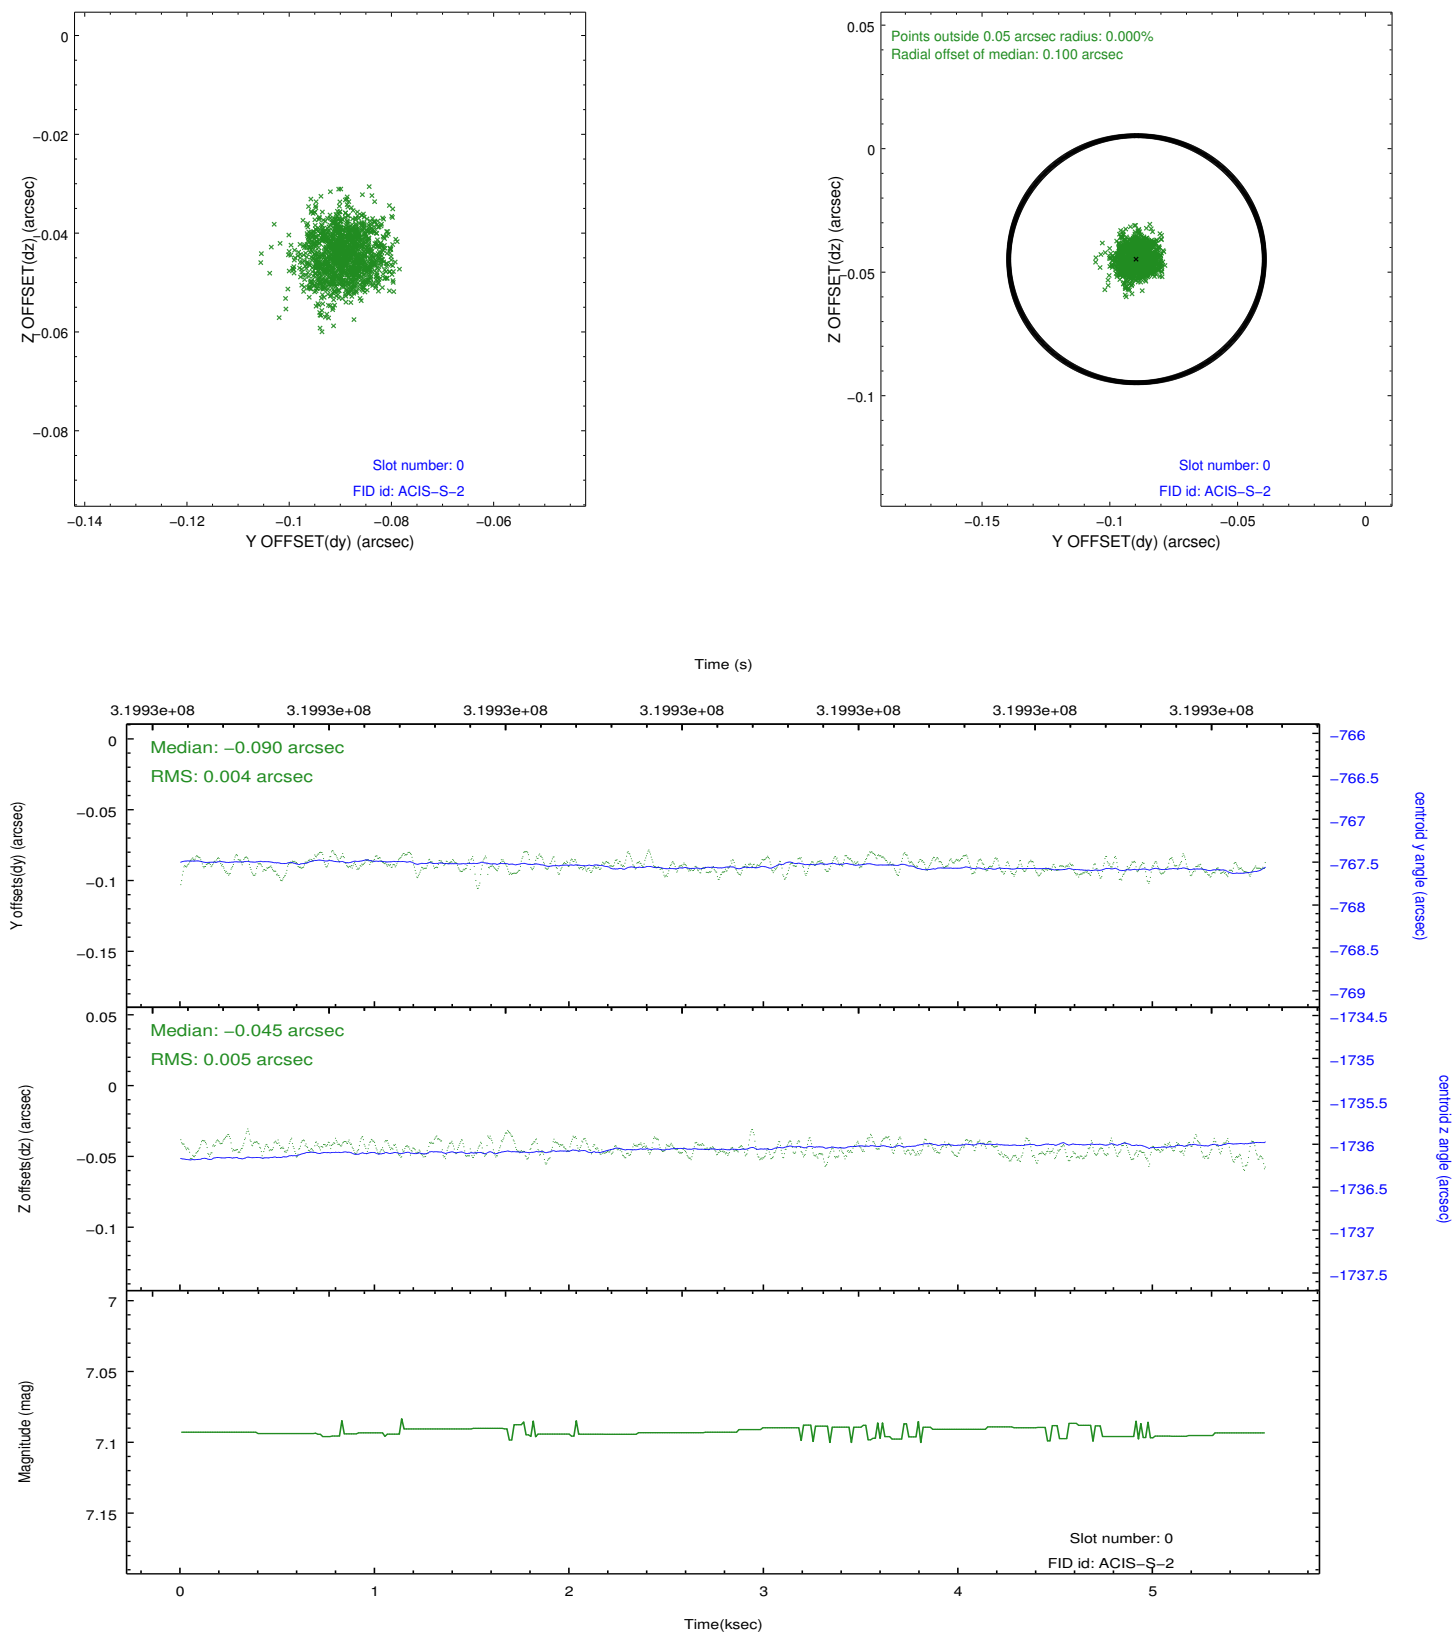 0
−0.02
−0.04
−0.06
−0.08
Z OFFSET(dz) (arcsec)
Slot number: 0
FID id: ACIS−S−2
−0.14
−0.12
−0.1
−0.08
−0.06
Y OFFSET(dy) (arcsec)
0.05
0
−0.05
−0.1
Z OFFSET(dz) (arcsec)
Points outside 0.05 arcsec radius: 0.000%
Radial offset of median: 0.100 arcsec
Slot number: 0
FID id: ACIS−S−2
−0.15
−0.1
−0.05
0
Y OFFSET(dy) (arcsec)
Time (s)
3.1993e+08
3.1993e+08
3.1993e+08
3.1993e+08
3.1993e+08
3.1993e+08
3.1993e+08
Median: −0.090 arcsec
RMS: 0.004 arcsec
0
−0.05
−0.1
−0.15
Y offsets(dy) (arcsec)
−766
−766.5
−767
−767.5
−768
−768.5
−769
centroid y angle (arcsec)
Median: −0.045 arcsec
RMS: 0.005 arcsec
0.05
0
−0.05
−0.1
Z offsets(dz) (arcsec)
−1734.5
−1735
−1735.5
−1736
−1736.5
−1737
−1737.5
centroid z angle (arcsec)
7
7.05
7.1
7.15
Magnitude (mag)
Slot number: 0
FID id: ACIS−S−2
0
1
2
3
4
5
Time(ksec)